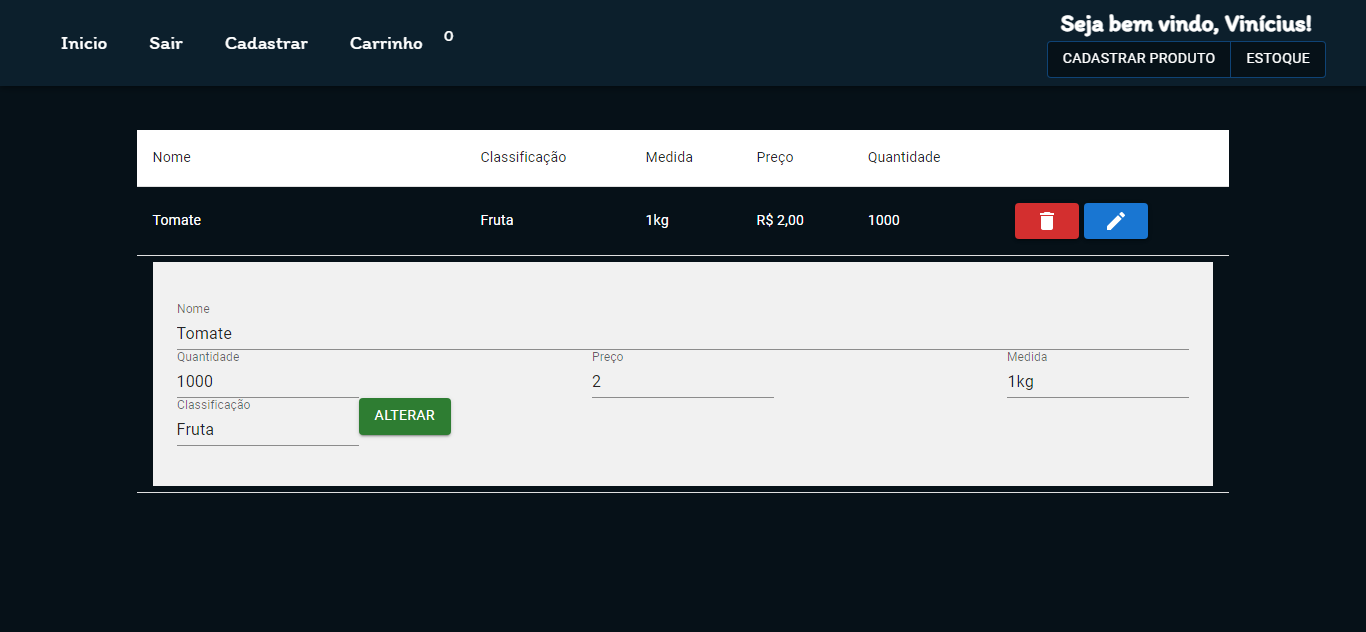 Inicio Sair Cadastrar Carrinho 0
Seja bem vindo, Vinícius!
CADASTRAR PRODUTO ESTOQUE
Nome Classificação Medida Preço Quantidade
Tomate Fruta 1kg R$ 2,00 1000
Nome
Tomate
Quantidade Preço Medida
1000 2 1kg
Classificação
Fruta
ALTERAR